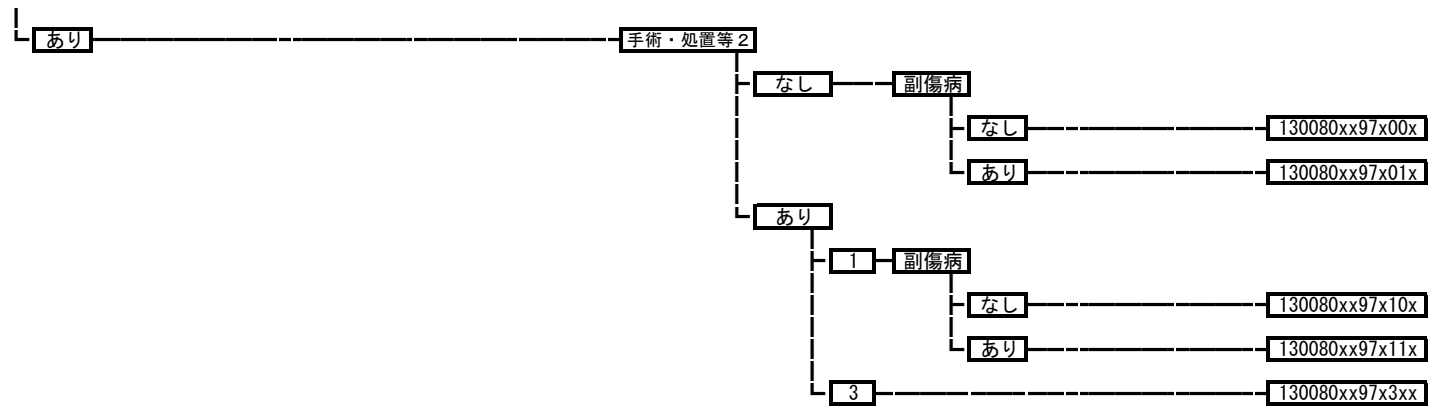 あり 手術・処置等２
なし 副傷病
なし 130080xx97x00x
あり 130080xx97x01x
あり
1 副傷病
なし 130080xx97x10x
あり 130080xx97x11x
3 130080xx97x3xx